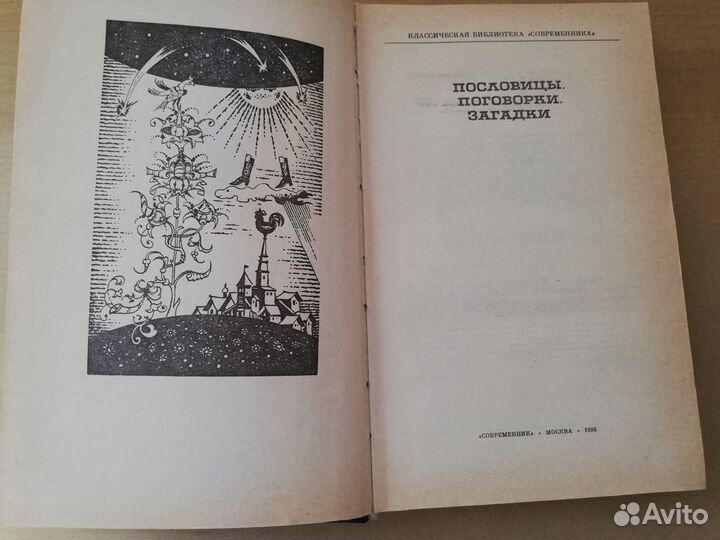 КЛАССИЧЕСКАЯ БИБЛИОТЕКА «СОВРЕМЕННИКА»
ПОСЛОВИЦЫ.
ПОГОВОРКИ.
ЗАГАДКИ
«СОВРЕМЕННИК» • МОСКВА • 1986
Avito